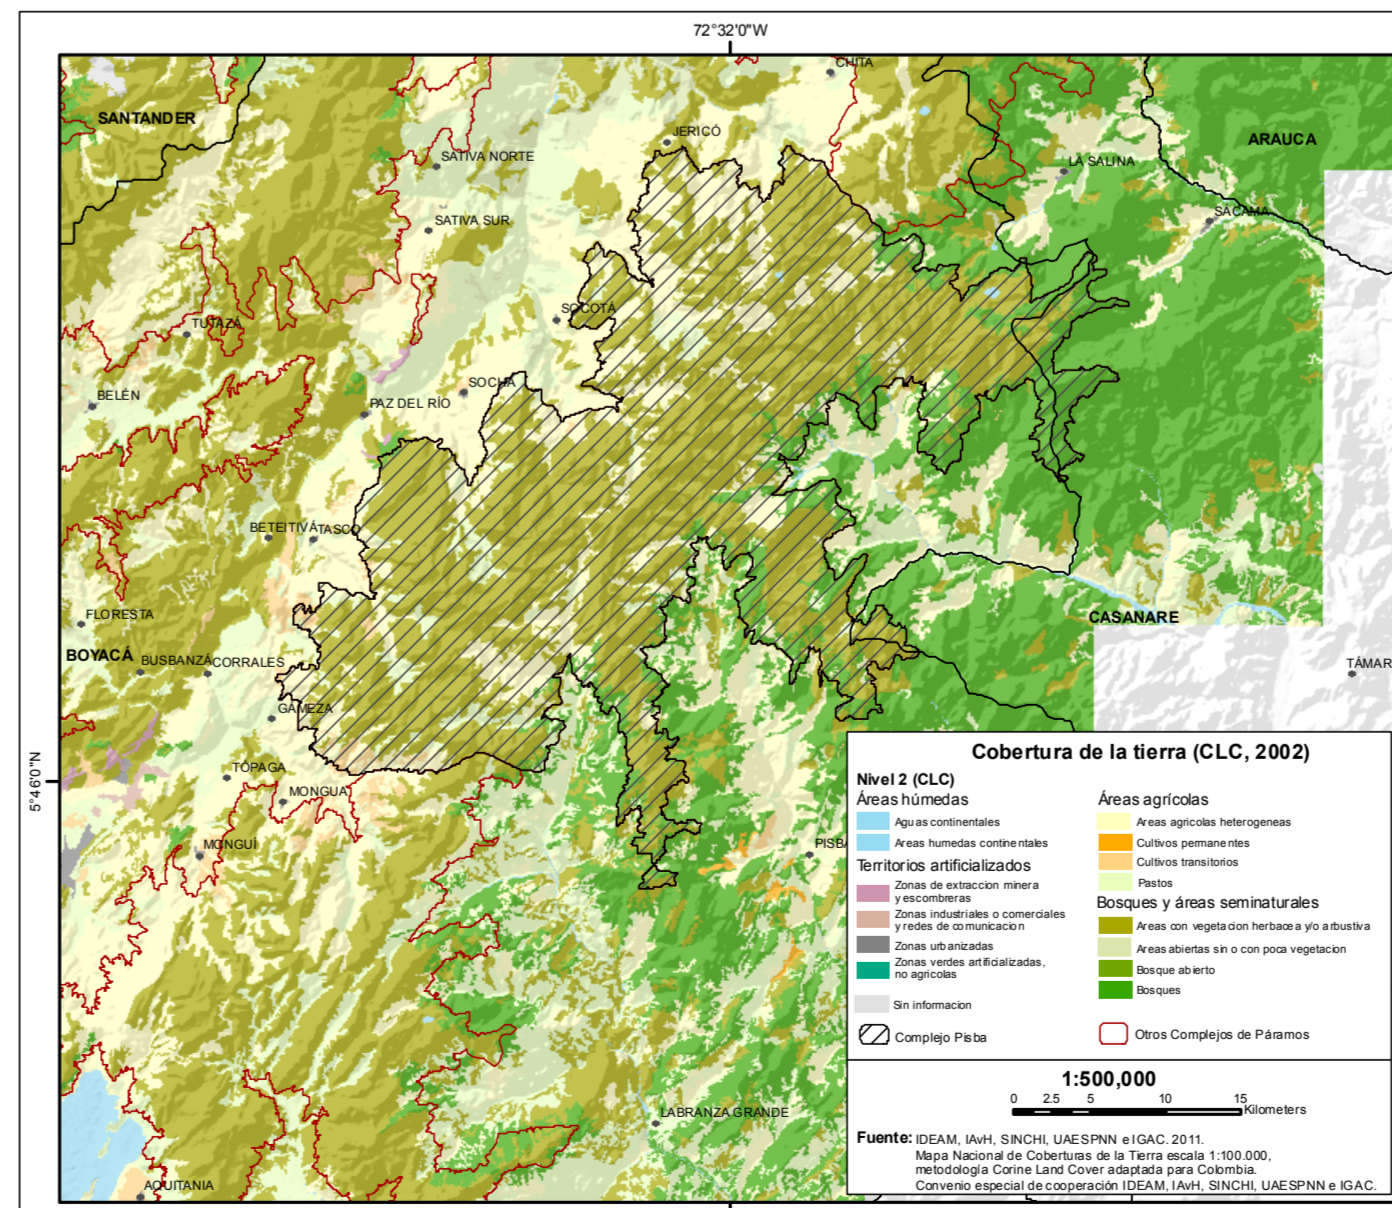 72°32'0"W
CHITA
SANTANDER
JERICÓ
ARAUCA
SATIVA NORTE
LA SALINA
SATIVA SUR
SÁCAMA
SOCOTÁ
TUTAZÁ
SOCHA
BELÉN
PAZ DEL RÍO
BETEITIVA
TASCO
FLORESTA
CASANARE
BOYACÁ
BUSBANZÁ
CORRALES
TÁMAR
GÁMEZA
5°46'0"N
TÓPAGA
MONGUA
MONGUÍ
PISBA
LABRANZA GRANDE
AQUITANIA
Cobertura de la tierra (CLC, 2002)
Nivel 2 (CLC)
Áreas húmedas
Aguas continentales
Areas humedas continentales
Territorios artificializados
Zonas de extraccion minera
y escombreras
Zonas industriales o comerciales
y redes de comunicacion
Zonas urbanizadas
Zonas verdes artificializadas,
no agricolas
Sin informacion
Complejo Pisba
Áreas agrícolas
Areas agricolas heterogeneas
Cultivos permanentes
Cultivos transitorios
Pastos
Bosques y áreas seminaturales
Areas con vegetacion herbacea y/o arbustiva
Areas abiertas sin o con poca vegetacion
Bosque abierto
Bosques
Otros Complejos de Páramos
1:500,000
0 2.5 5 10 15
Kilometers
Fuente: IDEAM, IAvH, SINCHI, UAESPNN e IGAC. 2011.
Mapa Nacional de Coberturas de la Tierra escala 1:100.000,
metodología Corine Land Cover adaptada para Colombia.
Convenio especial de cooperación IDEAM, IAvH, SINCHI, UAESPNN e IGAC.